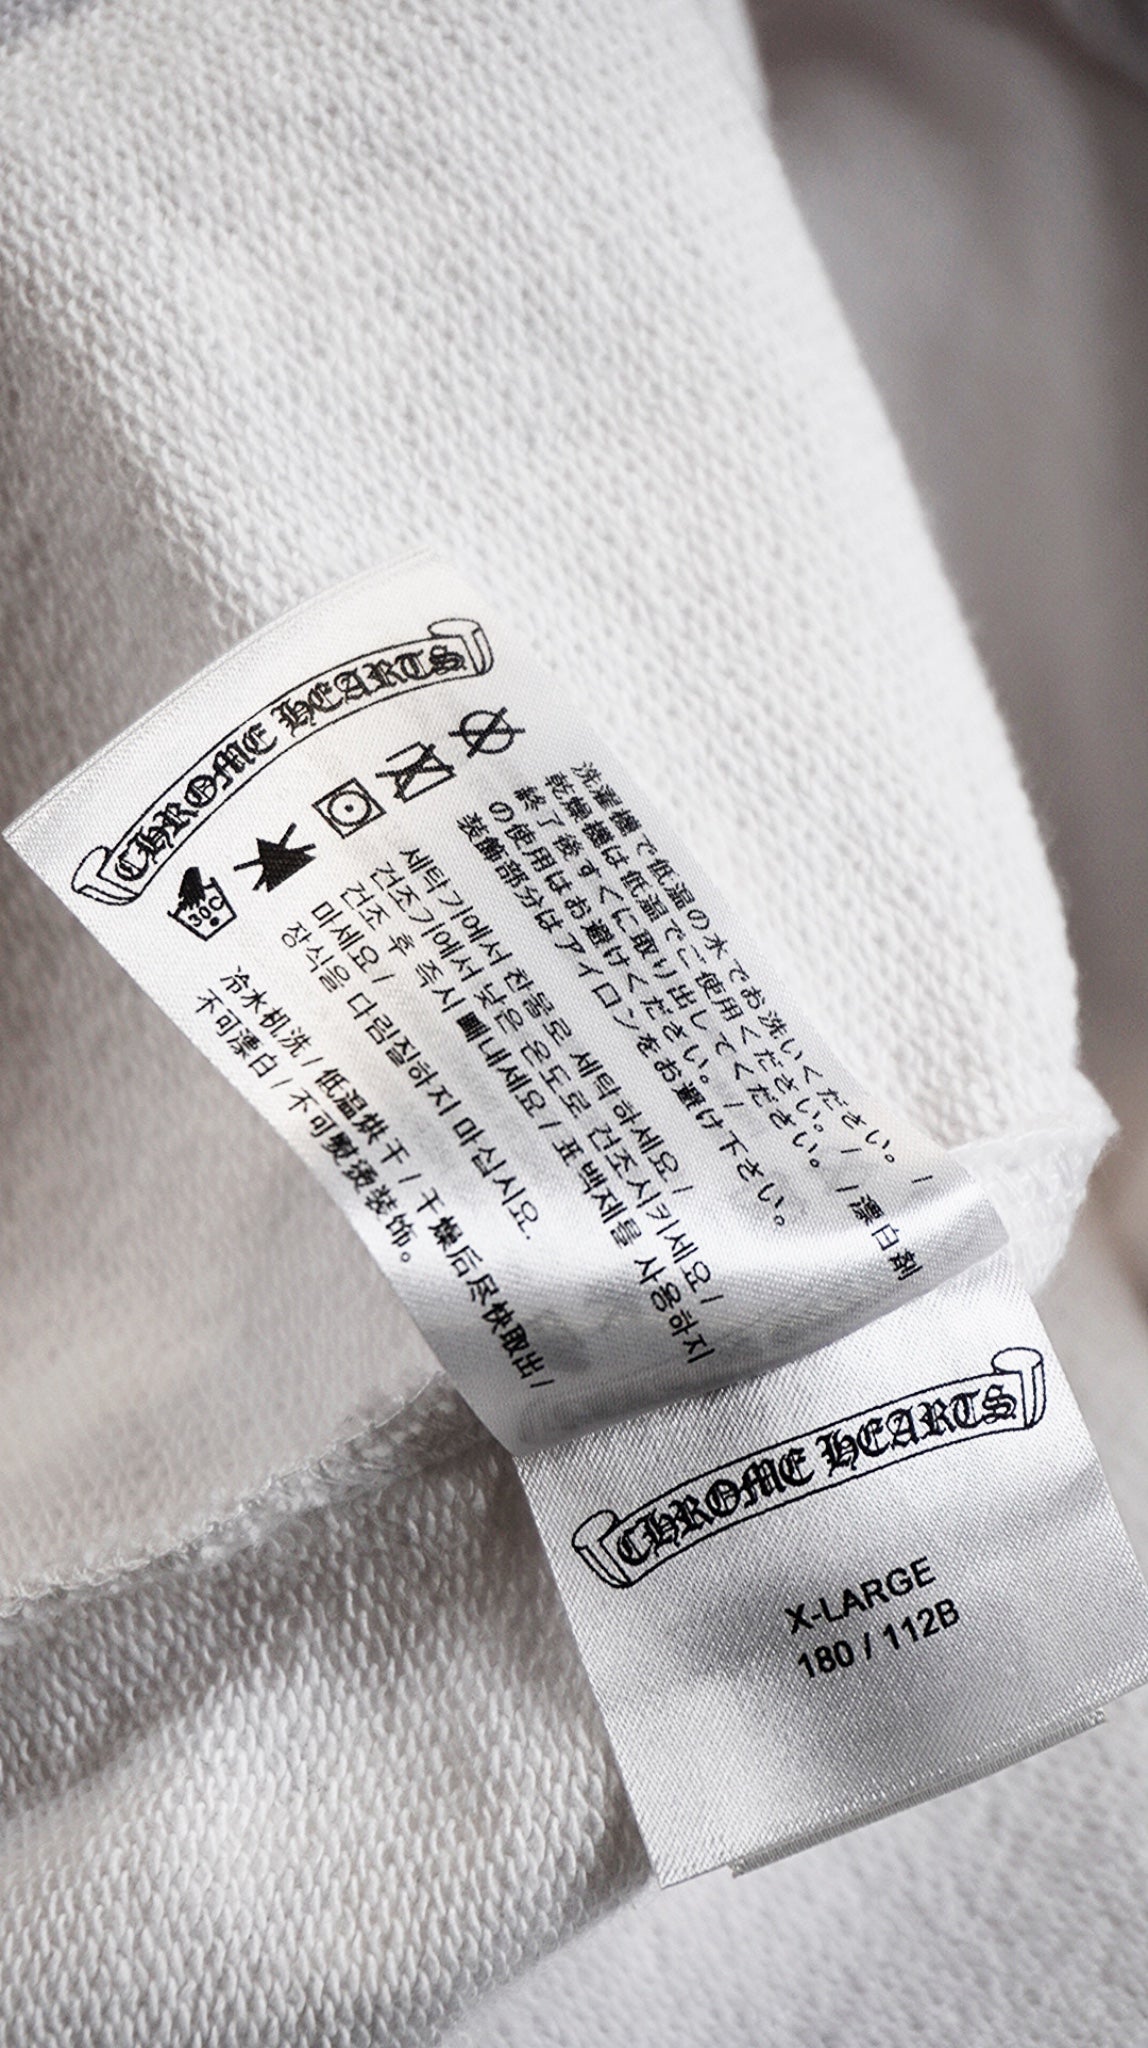 CHROME HEARTS
30C
洗濯機で低温の水でお洗いください。 /
乾燥機は低温でご使用ください。 /
終了後すぐに取り出してください。 / 漂白剤
の使用はお避けください。 /
装飾部分はアイロンをお避け下さい。
세탁기에서 찬물로 세탁하세요 /
건조기에서 낮은 온도로 건조시키세요 /
건조 후 즉시 빼내세요 / 표백제를 사용하지
마세요 /
장식을 다림질하지 마십시오.
冷水机洗 / 低温烘干 / 干燥后尽快取出 /
不可漂白 / 不可熨烫装饰。
CHROME HEARTS
X-LARGE
180 / 112B